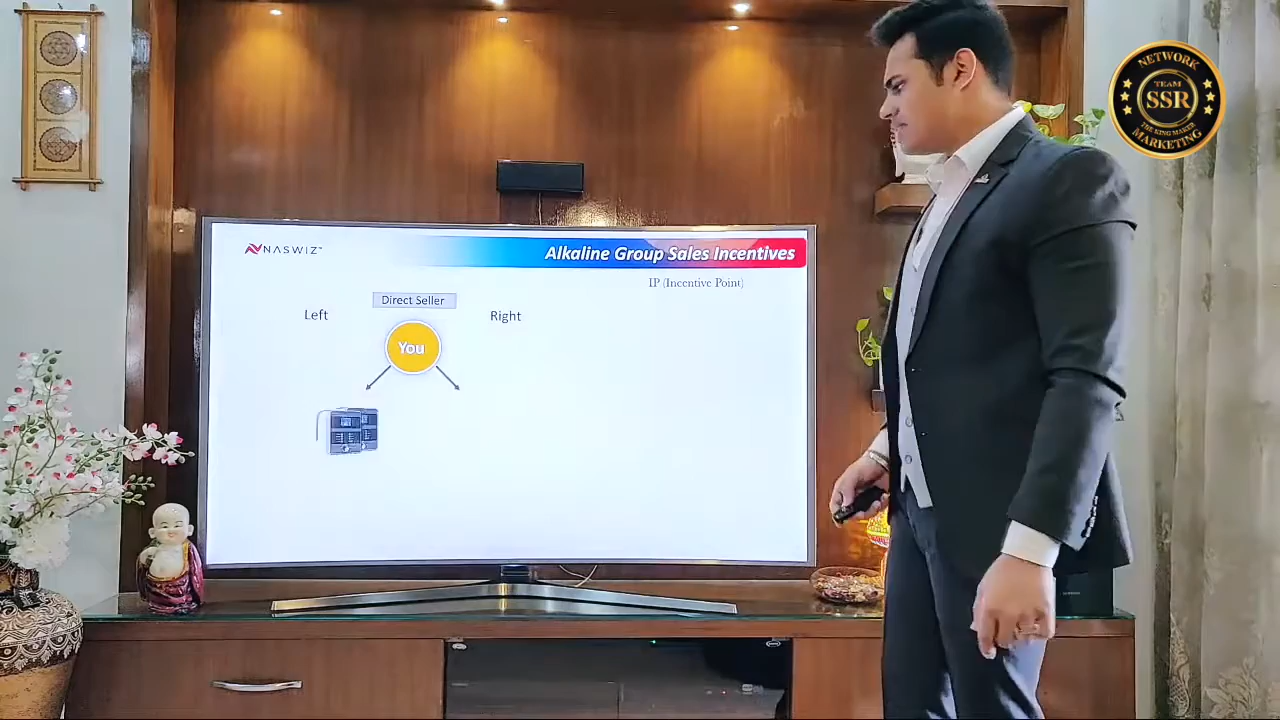 NASWIZ
Alkaline Group Sales Incentives
IP (Incentive Point)
Direct Seller
Left
Right
You
NETWORK
TEAM
SSR
THE KING MAKER
MARKETING